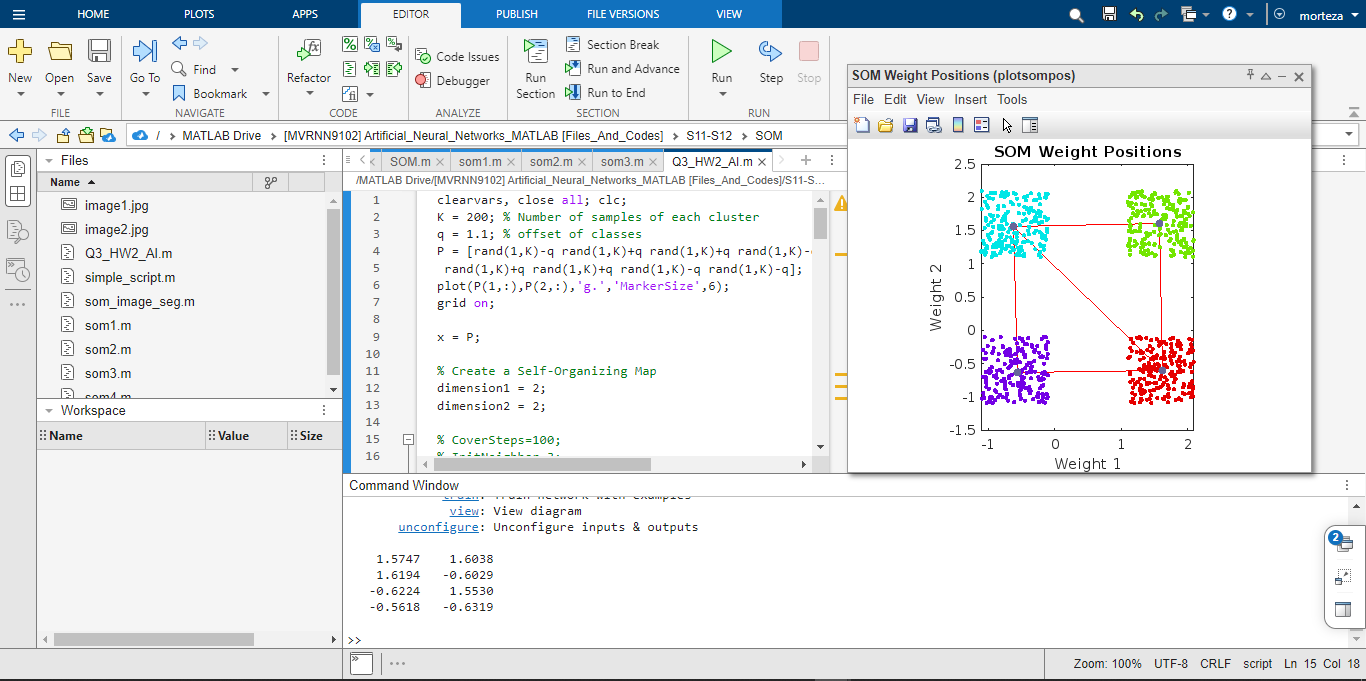 HOME PLOTS APPS EDITOR PUBLISH FILE VERSIONS VIEW morteza
New Open Save Go To Find Bookmark Refactor Code Issues Debugger Run Section Section Break Run and Advance Run to End Run Step Stop
FILE NAVIGATE CODE ANALYZE SECTION RUN
/ MATLAB Drive [MVRNN9102] Artificial_Neural_Networks_MATLAB [Files_And_Codes] S11-S12 SOM
Files
Name
image1.jpg
image2.jpg
Q3_HW2_AI.m
simple_script.m
som_image_seg.m
som1.m
som2.m
som3.m
som4.m
Workspace
Name Value Size
SOM.m som1.m som2.m som3.m Q3_HW2_AI.m
/MATLAB Drive/[MVRNN9102] Artificial_Neural_Networks_MATLAB [Files_And_Codes]/S11-S...
1 clearvars, close all; clc;
2 K = 200; % Number of samples of each cluster
3 q = 1.1; % offset of classes
4 P = [rand(1,K)-q rand(1,K)+q rand(1,K)+q rand(1,K)-
5 rand(1,K)+q rand(1,K)+q rand(1,K)-q rand(1,K)-q];
6 plot(P(1,:),P(2,:),'g.','MarkerSize',6);
7 grid on;
8
9 x = P;
10
11 % Create a Self-Organizing Map
12 dimension1 = 2;
13 dimension2 = 2;
14
15 % CoverSteps=100;
16 % InitNeighbor=3;
SOM Weight Positions (plotsompos)
File Edit View Insert Tools
SOM Weight Positions
2.5
2
1.5
1
0.5
0
-0.5
-1
-1.5
Weight 2
-1 0 1 2
Weight 1
Command Window
train: Train network with examples
view: View diagram
unconfigure: Unconfigure inputs & outputs
1.5747 1.6038
1.6194 -0.6029
-0.6224 1.5530
-0.5618 -0.6319
>>
2
Zoom: 100% UTF-8 CRLF script Ln 15 Col 18